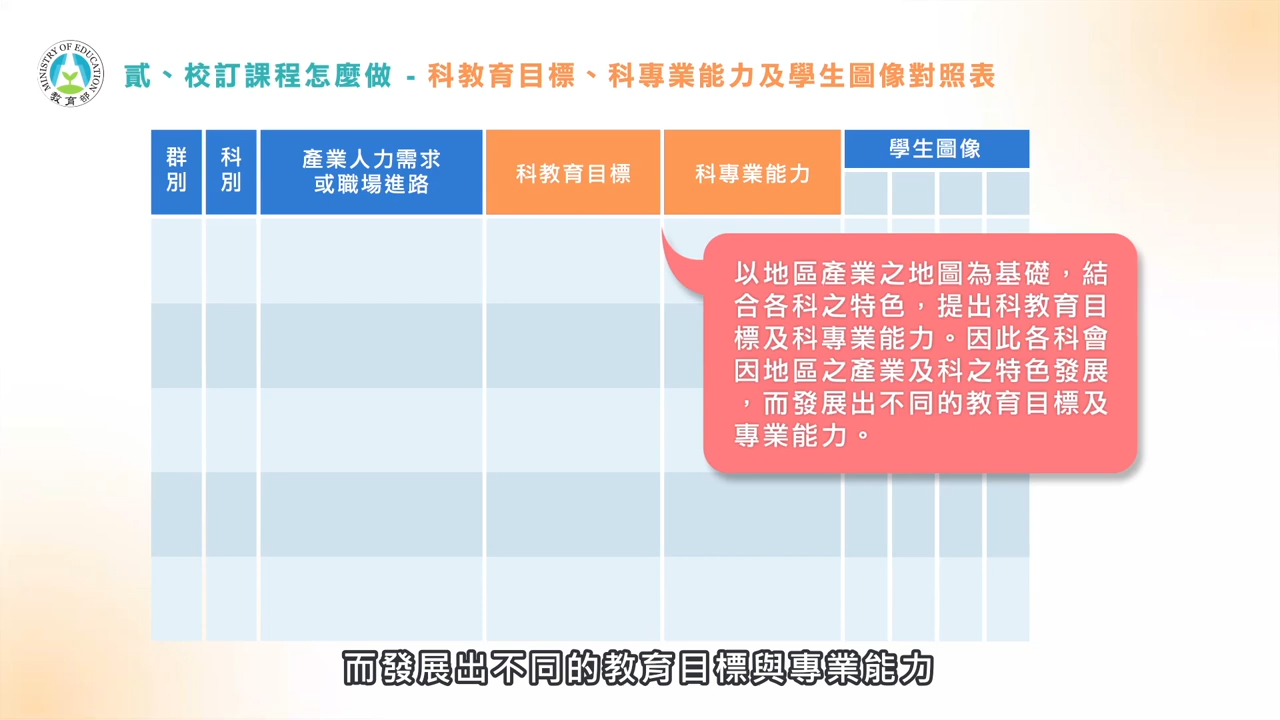 MINISTRY OF EDUCATION
教育部
貳、校訂課程怎麼做 - 科教育目標、科專業能力及學生圖像對照表
群別
科別
產業人力需求
或職場進路
科教育目標
科專業能力
學生圖像
以地區產業之地圖為基礎，結
合各科之特色，提出科教育目
標及科專業能力。因此各科會
因地區之產業及科之特色發展
，而發展出不同的教育目標及
專業能力。
而發展出不同的教育目標與專業能力